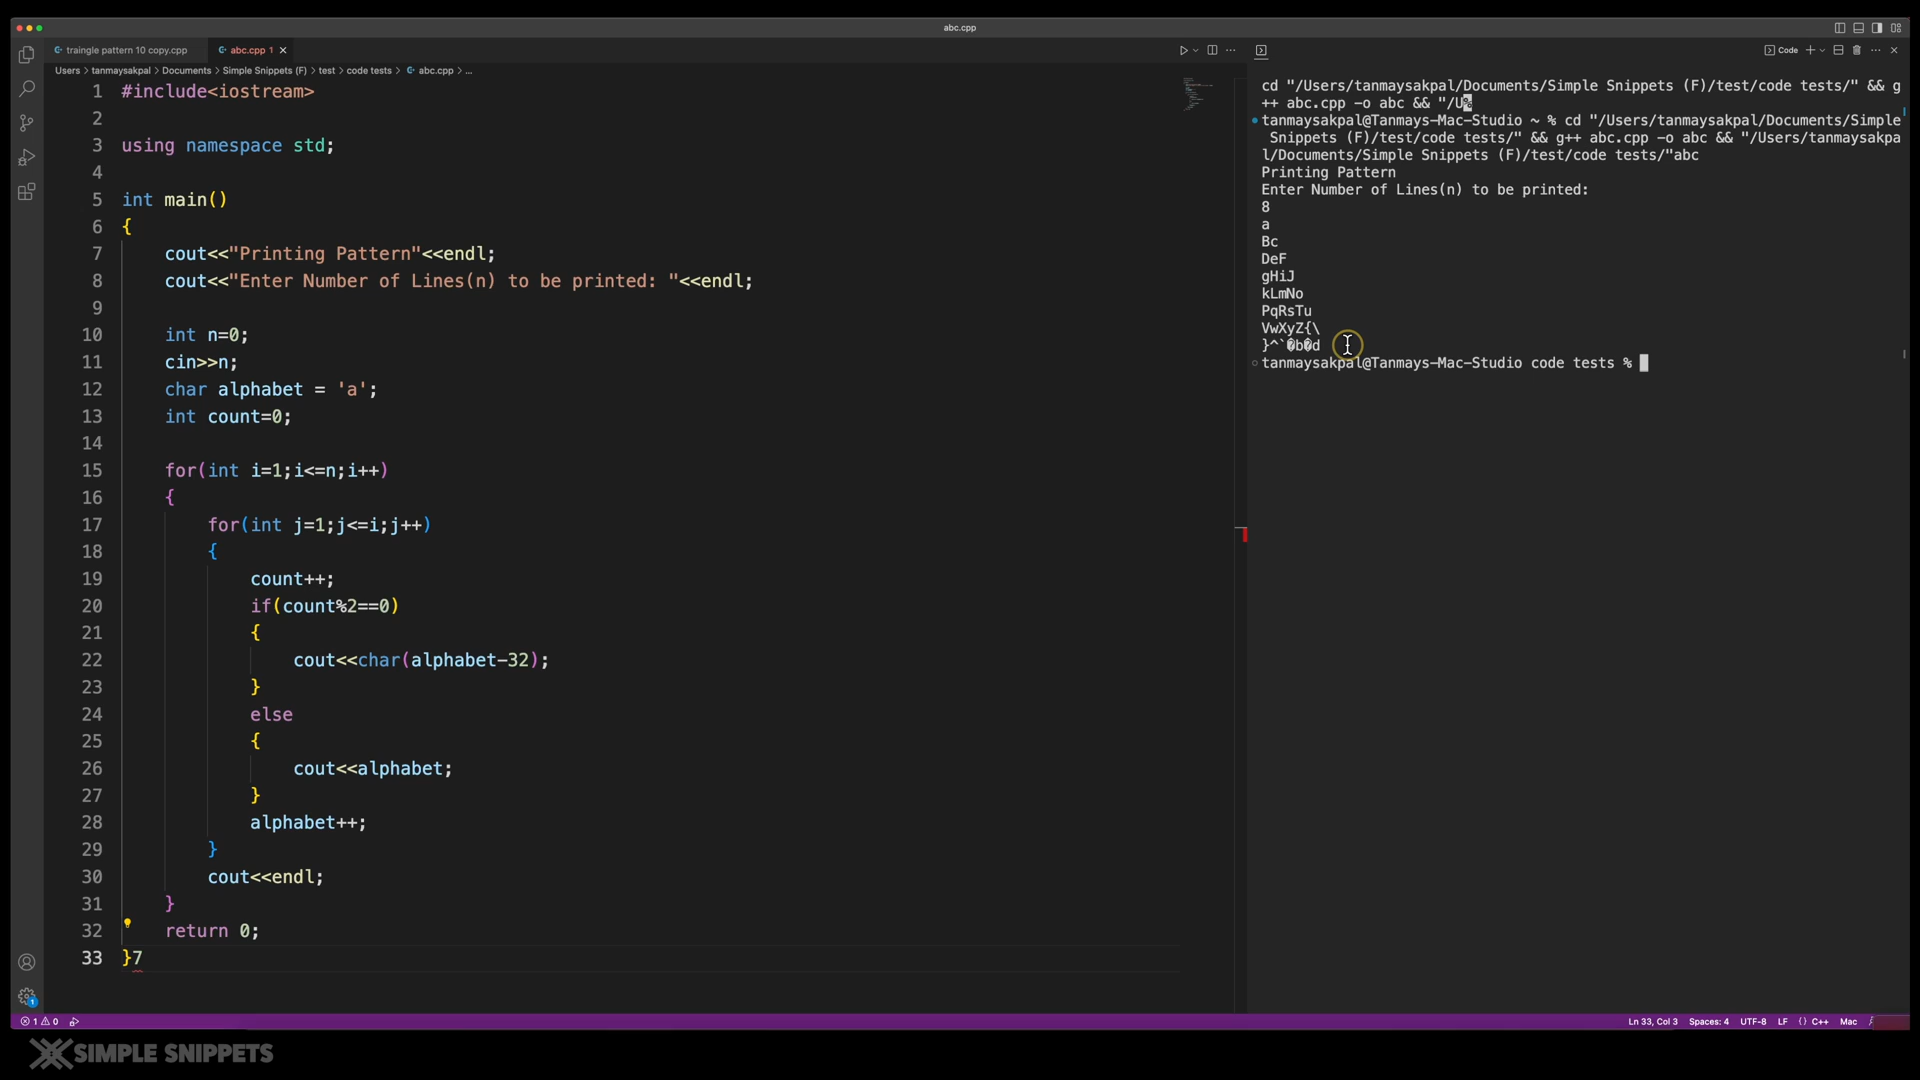 abc.cpp
traingle pattern 10 copy.cpp
abc.cpp 1
Users > tanmaysakpal > Documents > Simple Snippets (F) > test > code tests > abc.cpp > ...
1 #include<iostream>
2
3 using namespace std;
4
5 int main()
6 {
7 cout<<"Printing Pattern"<<endl;
8 cout<<"Enter Number of Lines(n) to be printed: "<<endl;
9
10 int n=0;
11 cin>>n;
12 char alphabet = 'a';
13 int count=0;
14
15 for(int i=1;i<=n;i++)
16 {
17 for(int j=1;j<=i;j++)
18 {
19 count++;
20 if(count%2==0)
21 {
22 cout<<char(alphabet-32);
23 }
24 else
25 {
26 cout<<alphabet;
27 }
28 alphabet++;
29 }
30 cout<<endl;
31 }
32 return 0;
33 }7
Code
cd "/Users/tanmaysakpal/Documents/Simple Snippets (F)/test/code tests/" && g
++ abc.cpp -o abc && "/U%
tanmaysakpal@Tanmays-Mac-Studio ~ % cd "/Users/tanmaysakpal/Documents/Simple
Snippets (F)/test/code tests/" && g++ abc.cpp -o abc && "/Users/tanmaysakpa
l/Documents/Simple Snippets (F)/test/code tests/"abc
Printing Pattern
Enter Number of Lines(n) to be printed:
8
a
Bc
DeF
gHiJ
kLmNo
PqRsTu
VwXyZ{\
}^`�b�d
tanmaysakpal@Tanmays-Mac-Studio code tests %
1
1 0
Ln 33, Col 3 Spaces: 4 UTF-8 LF {} C++ Mac
SIMPLE SNIPPETS